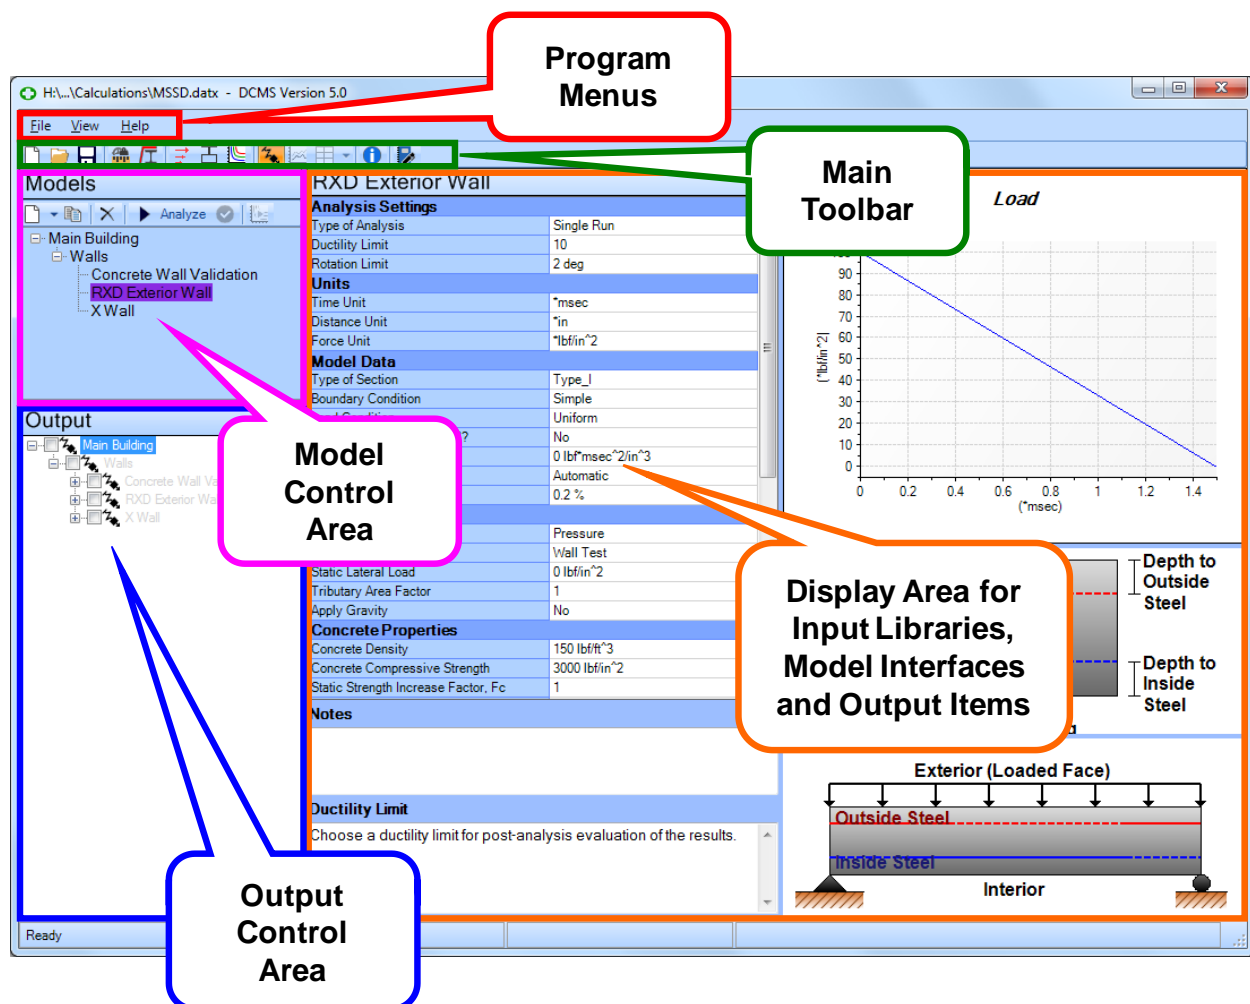 Program
Menus
H:\...\Calculations\MSSD.datx - DCMS Version 5.0
File View Help
Main
Toolbar
Models
Analyze
Main Building
Walls
Concrete Wall Validation
RXD Exterior Wall
X Wall
Output
Main Building
Walls
Concrete Wall Va
RXD Exterior Wa
X Wall
Model
Control
Area
Output
Control
Area
RXD Exterior Wall
Analysis Settings
Type of Analysis Single Run
Ductility Limit 10
Rotation Limit 2 deg
Units
Time Unit *msec
Distance Unit *in
Force Unit *lbf/in^2
Model Data
Type of Section Type_I
Boundary Condition Simple
Uniform
? No
0 lbf*msec^2/in^3
Automatic
0.2 %
Pressure
Wall Test
Static Lateral Load 0 lbf/in^2
Tributary Area Factor 1
Apply Gravity No
Concrete Properties
Concrete Density 150 lbf/ft^3
Concrete Compressive Strength 3000 lbf/in^2
Static Strength Increase Factor, Fc 1
Notes
Ductility Limit
Choose a ductility limit for post-analysis evaluation of the results.
Display Area for
Input Libraries,
Model Interfaces
and Output Items
Load
100
90
80
70
60
50
40
30
20
10
0
(*lbf/in^2)
0 0.2 0.4 0.6 0.8 1 1.2 1.4
(*msec)
Depth to
Outside
Steel
Depth to
Inside
Steel
Exterior (Loaded Face)
Outside Steel
Inside Steel
Interior
Ready